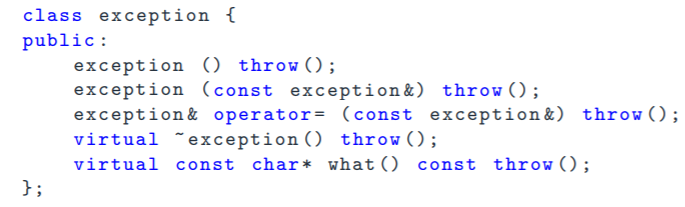 class exception {
public:
    exception () throw();
    exception (const exception&) throw();
    exception& operator= (const exception&) throw();
    virtual ~exception() throw();
    virtual const char* what() const throw();
};